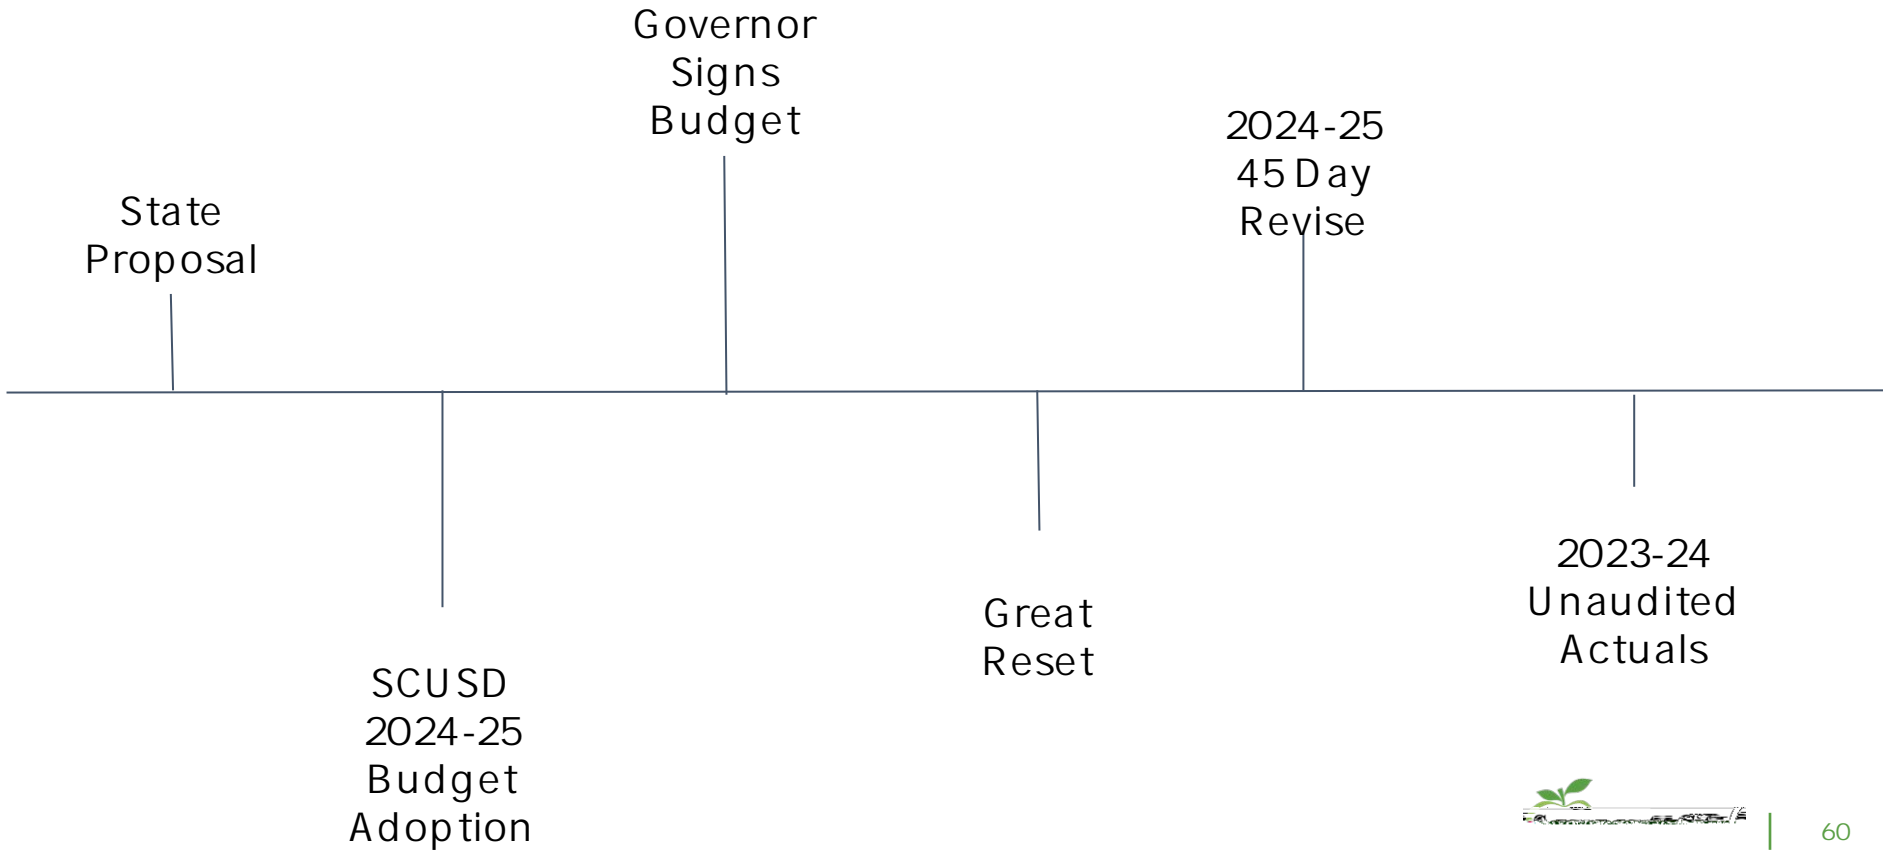 State
Proposal
SCUSD
2024-25
Budget
Adoption
Governor
Signs
Budget
Great
Reset
2024-25
45 Day
Revise
2023-24
Unaudited
Actuals
60